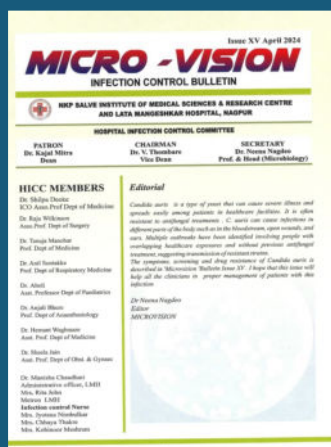 Issue XV April 2024
MICRO -VISION
INFECTION CONTROL BULLETIN
NKP SALVE INSTITUTE OF MEDICAL SCIENCES & RESEARCH CENTRE
AND LATA MANGESHKAR HOSPITAL, NAGPUR
HOSPITAL INFECTION CONTROL COMMITTEE
PATRON
Dr. Kajal Mitra
Dean
CHAIRMAN
Dr. V. Thombare
Vice Dean
SECRETARY
Dr. Neena Nagdeo
Prof. & Head (Microbiology)
HICC MEMBERS
Dr. Shilpa
ICO Asso.Prof Dept of Medicine
Dr. Raju Wilkinson
Asso.Prof Dept of Surgery
Dr. Tanuja Manohar
Prof. Dept of Medicine
Dr. Anil Sontakke
Prof. Dept of Respiratory Medicine
Dr.
Asst. Professor Dept of Paediatrics
Dr. Anjali Bhure
Prof. Dept of Anaesthesiology
Dr. Hemant Waghmare
Asst. Prof. Dept of Medicine
Dr. Sheela Jain
Asst. Prof. Dept of Obst. & Gynae
Dr. Manisha Choudhari
Administrative officer, LMH
Mrs. Rita John
Matron LMH
Infection control Nurse
Mrs. Jyotsna Nimbulkar
Mrs. Chhaya Thakre
Mrs. Kohinoor Meshram
Editorial
Candida auris is a type of yeast that can cause severe illness and
spreads easily among patients in healthcare facilities. It is often
resistant to antifungal treatments . C. auris can cause infections in
different parts of the body such as in the bloodstream, open wounds, and
ears. Multiple outbreaks have been identified involving people with
overlapping healthcare exposures and without previous antifungal
treatment, suggesting transmission of resistant strains.
The symptoms, screening and drug resistance of Candida auris is
described in 'Microvision 'Bulletin Issue XV . I hope that this issue will
help all the clinicians in proper management of patients with this
infection
Dr Neena Nagdeo
Editor
MICROVISION